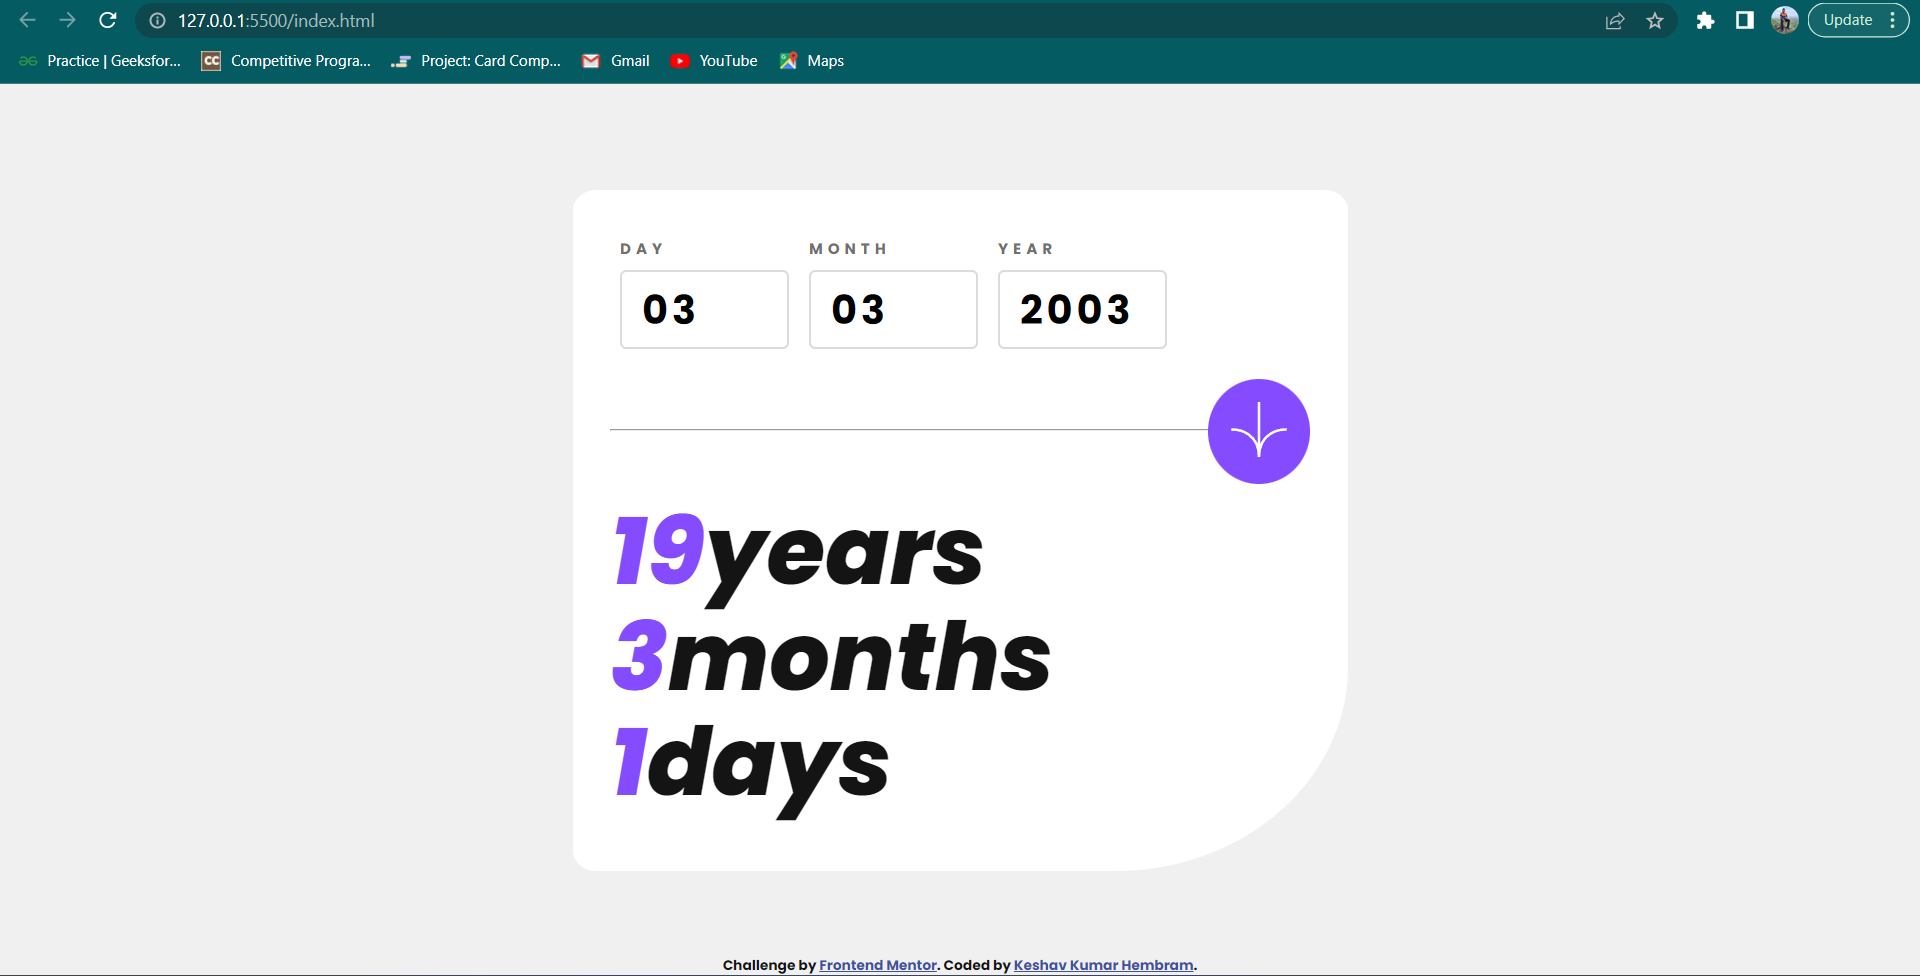 127.0.0.1:5500/index.html
Update
Practice | Geeksfor...
CC Competitive Progra...
Project: Card Comp...
Gmail
YouTube
Maps
DAY MONTH YEAR
03 03 2003
19years
3months
1days
Challenge by Frontend Mentor. Coded by Keshav Kumar Hembram.